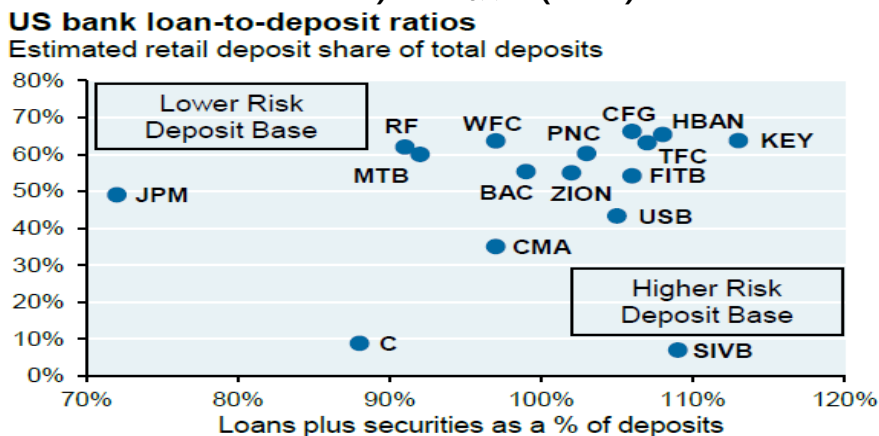 US bank loan-to-deposit ratios
Estimated retail deposit share of total deposits
80%
70%
60%
50%
40%
30%
20%
10%
0%
Lower Risk
Deposit Base
RF
WFC
CFG
HBAN
PNC
KEY
MTB
TFC
BAC
ZION
FITB
JPM
USB
CMA
Higher Risk
Deposit Base
C
SIVB
70%
80%
90%
100%
110%
120%
Loans plus securities as a % of deposits